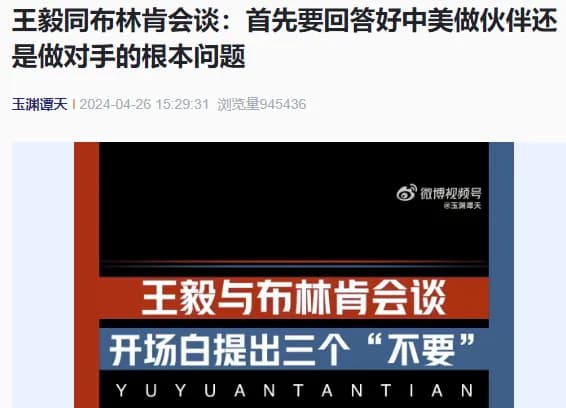 王毅同布林肯会谈：首先要回答好中美做伙伴还
是做对手的根本问题
玉渊谭天 I 2024-04-26 15:29:31 浏览量945436
微博视频号
@玉渊谭天
王毅与布林肯会谈
开场白提出三个“不要”
YUYUANTANTIAN